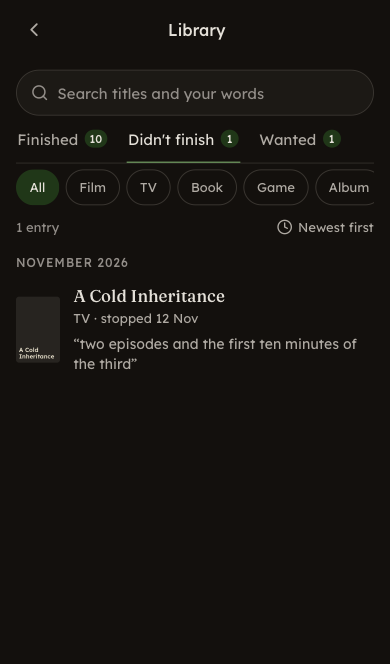 Library
Search titles and your words
Finished 10 Didn't finish 1 Wanted 1
All Film TV Book Game Album
1 entry Newest first
NOVEMBER 2026
A Cold Inheritance
TV · stopped 12 Nov
“two episodes and the first ten minutes of
the third”
A Cold
Inheritance